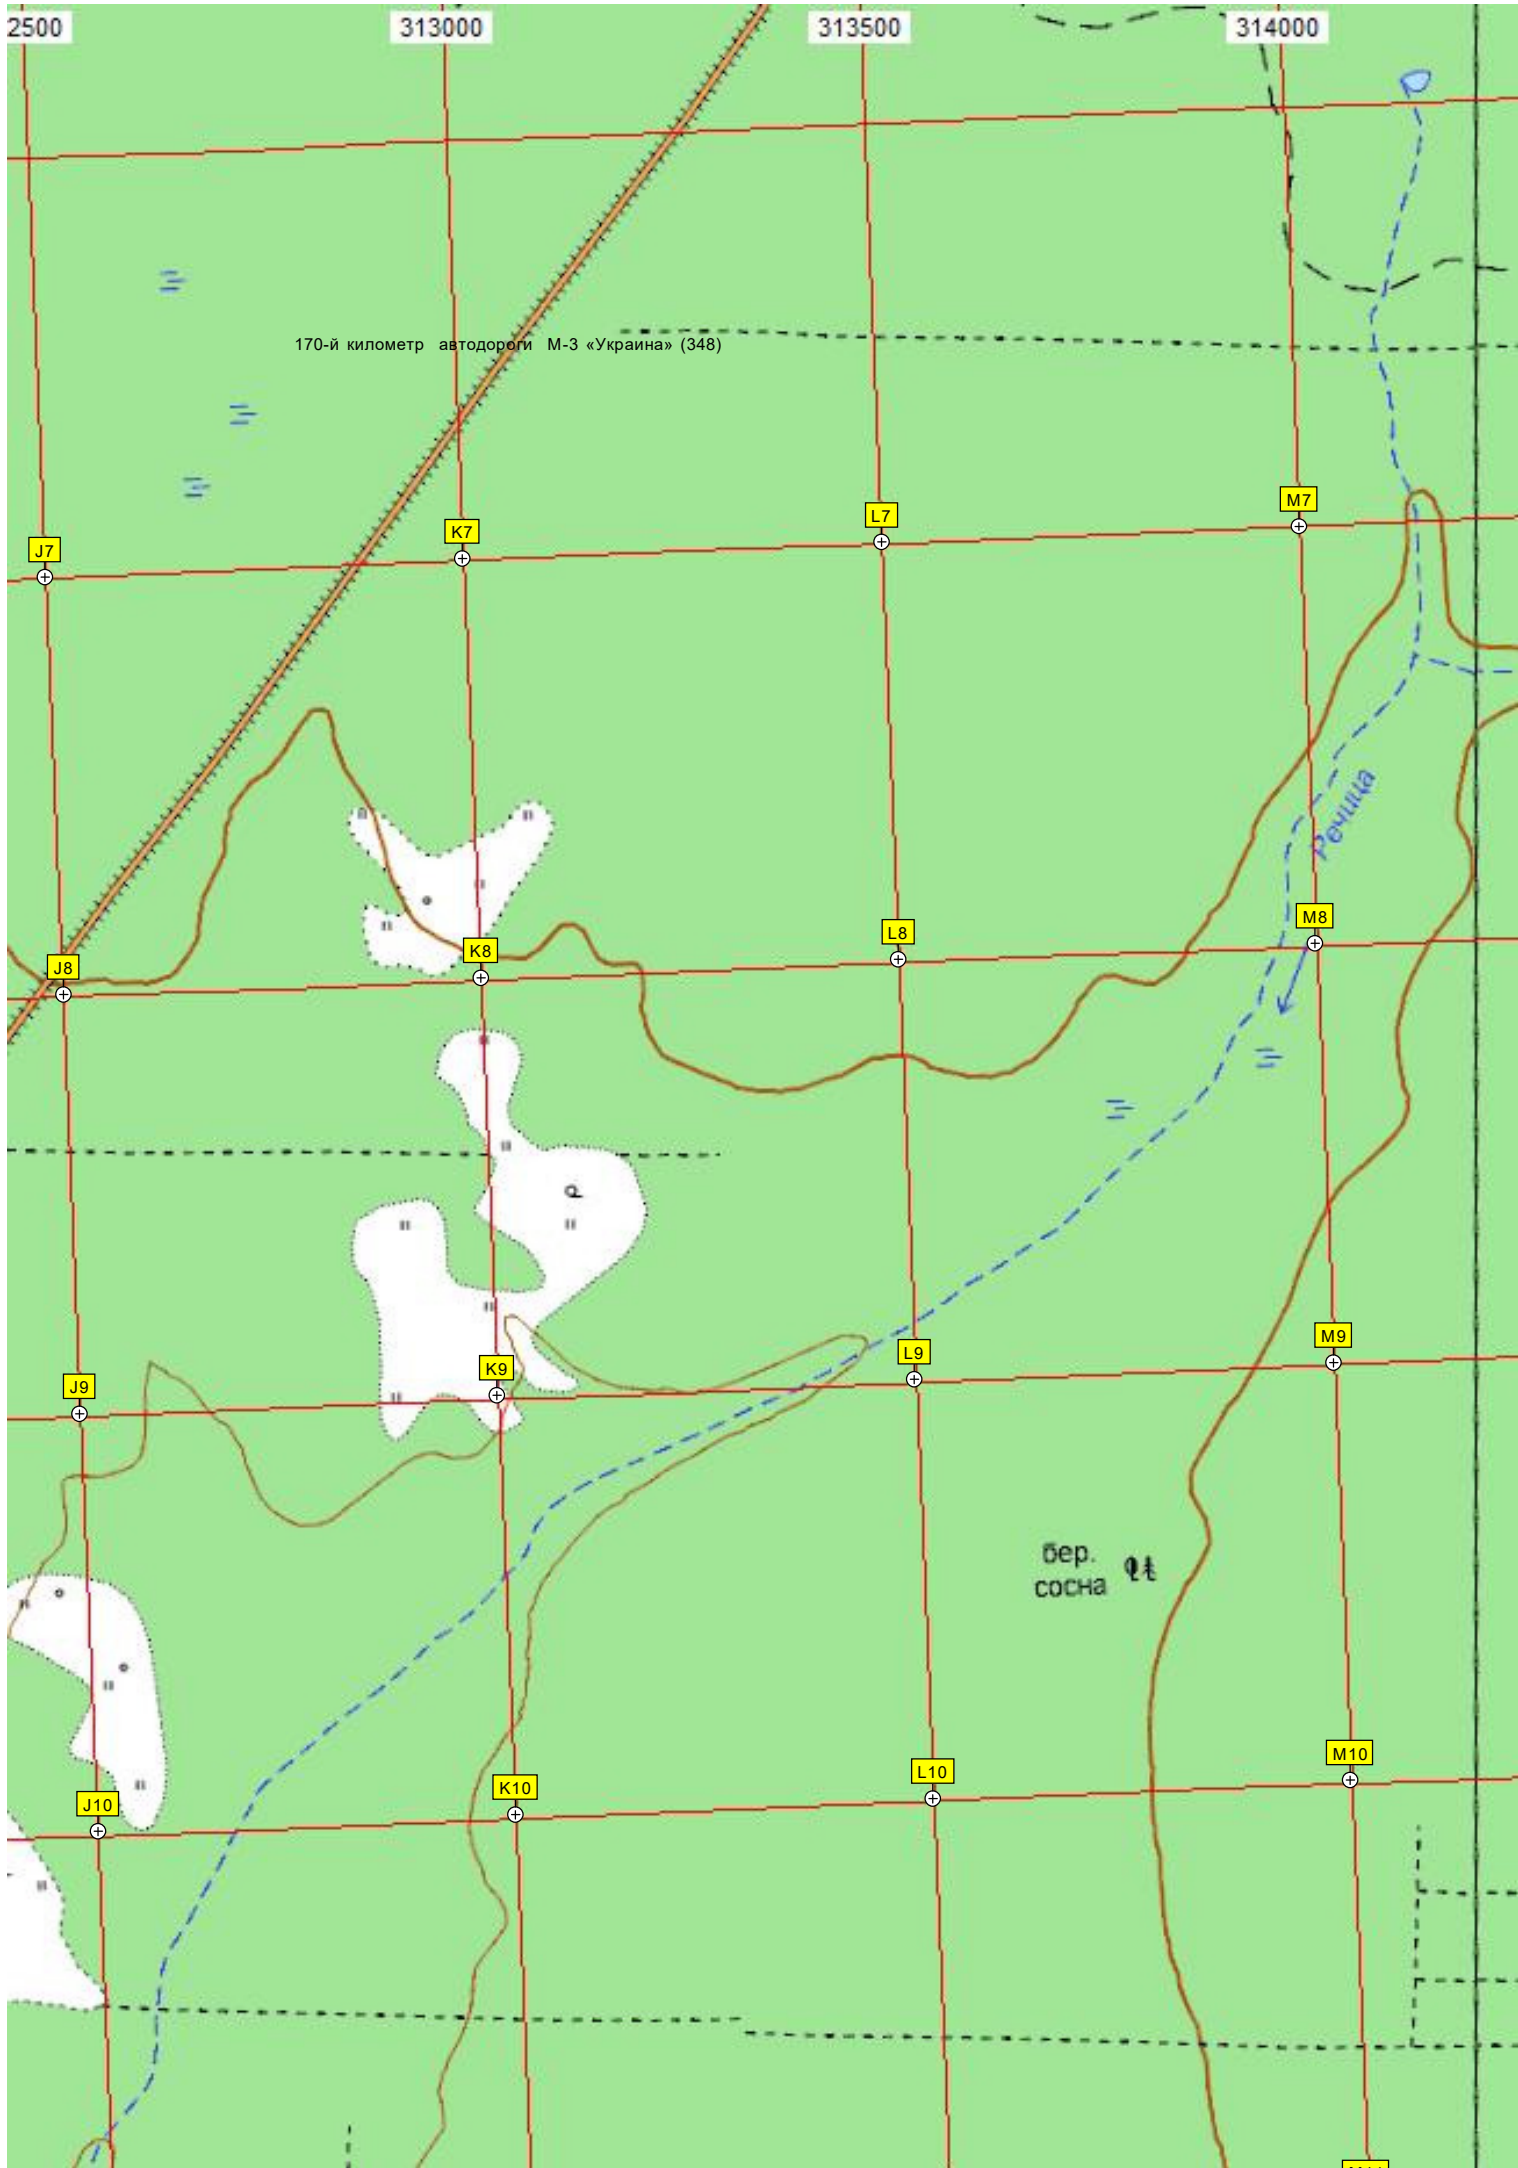 2500 313000 313500 314000
170-й километр автодороги М-3 «Украина» (348)
M7
L7
K7
J7
Речица
M8
L8
K8
J8
M9
L9
K9
J9
бер.
сосна
M10
L10
K10
J10